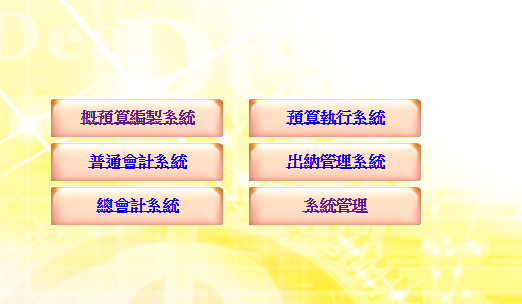 概預算編製系統 預算執行系統
普通會計系統 出納管理系統
總會計系統 系統管理